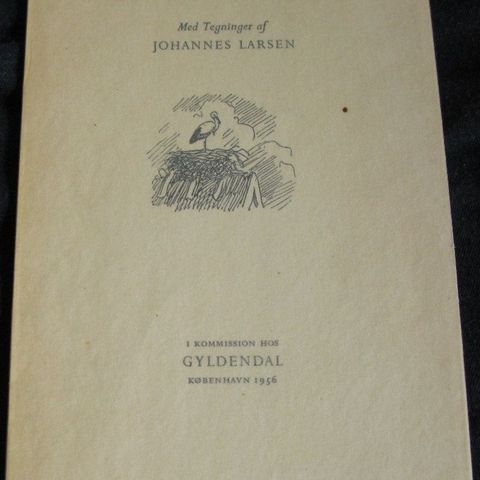 Med Tegninger af
JOHANNES LARSEN
I KOMMISSION HOS
GYLDENDAL
KØBENHAVN 1956